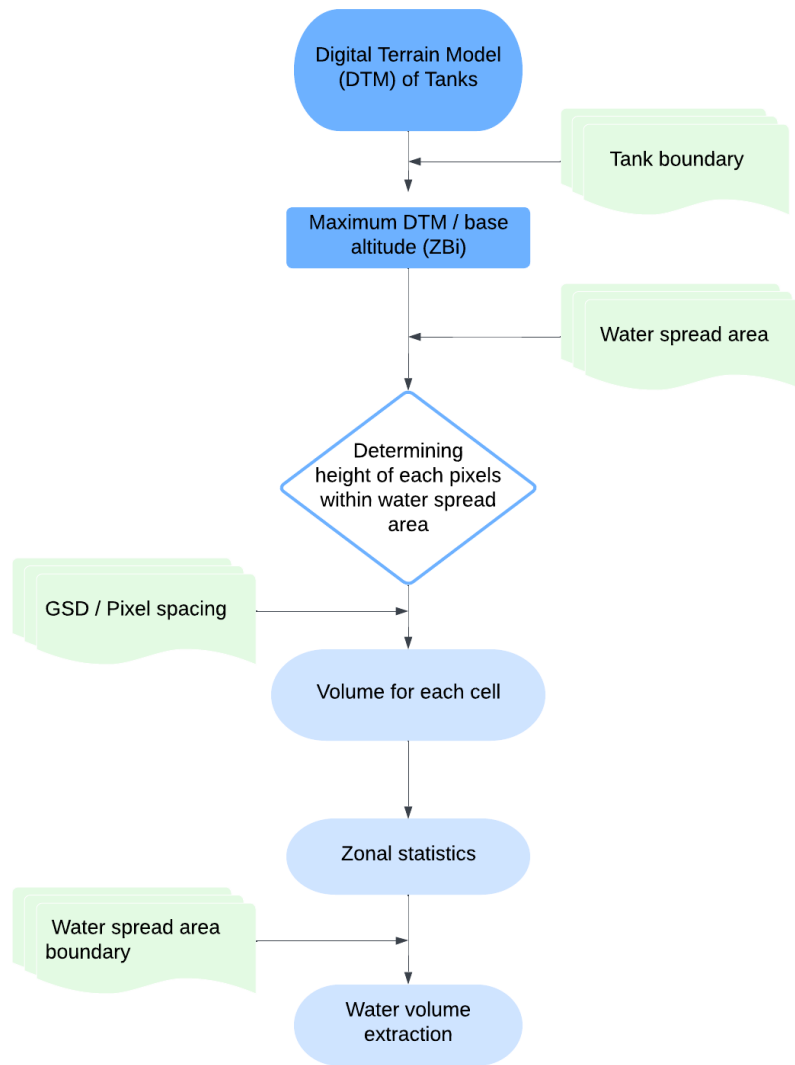 Digital Terrain Model
(DTM) of Tanks
Tank boundary
Maximum DTM / base
altitude (ZBi)
Water spread area
Determining
height of each pixels
within water spread
area
GSD / Pixel spacing
Volume for each cell
Zonal statistics
Water spread area
boundary
Water volume
extraction